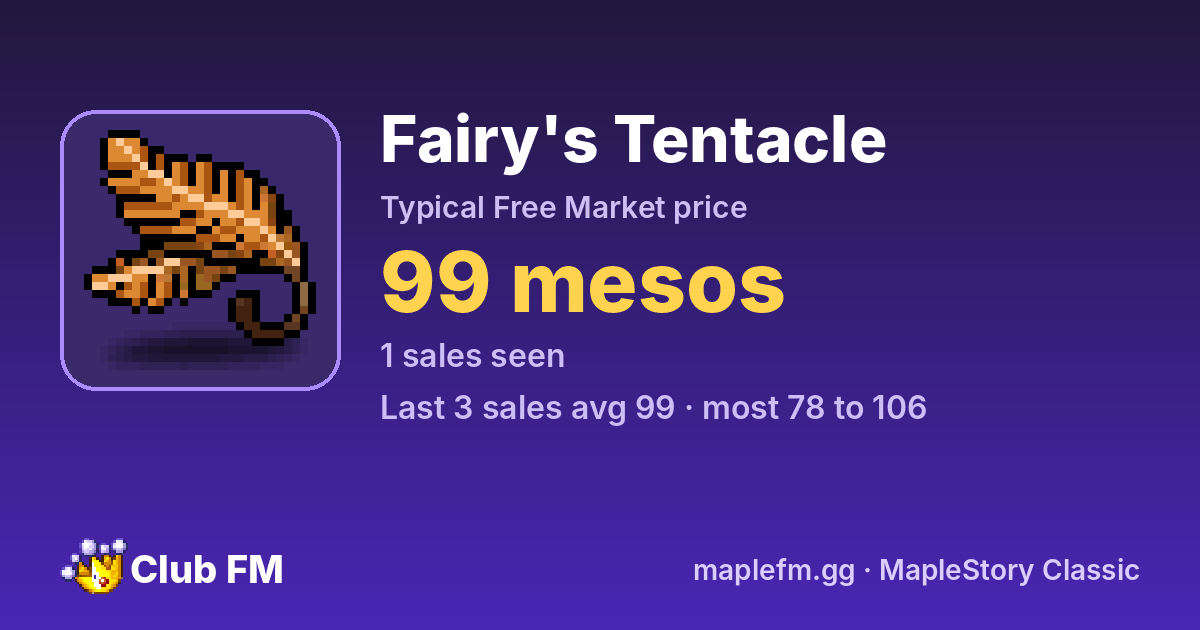 Fairy's Tentacle
Typical Free Market price
99 mesos
1 sales seen
Last 3 sales avg 99 · most 78 to 106
Club FM
maplefm.gg · MapleStory Classic